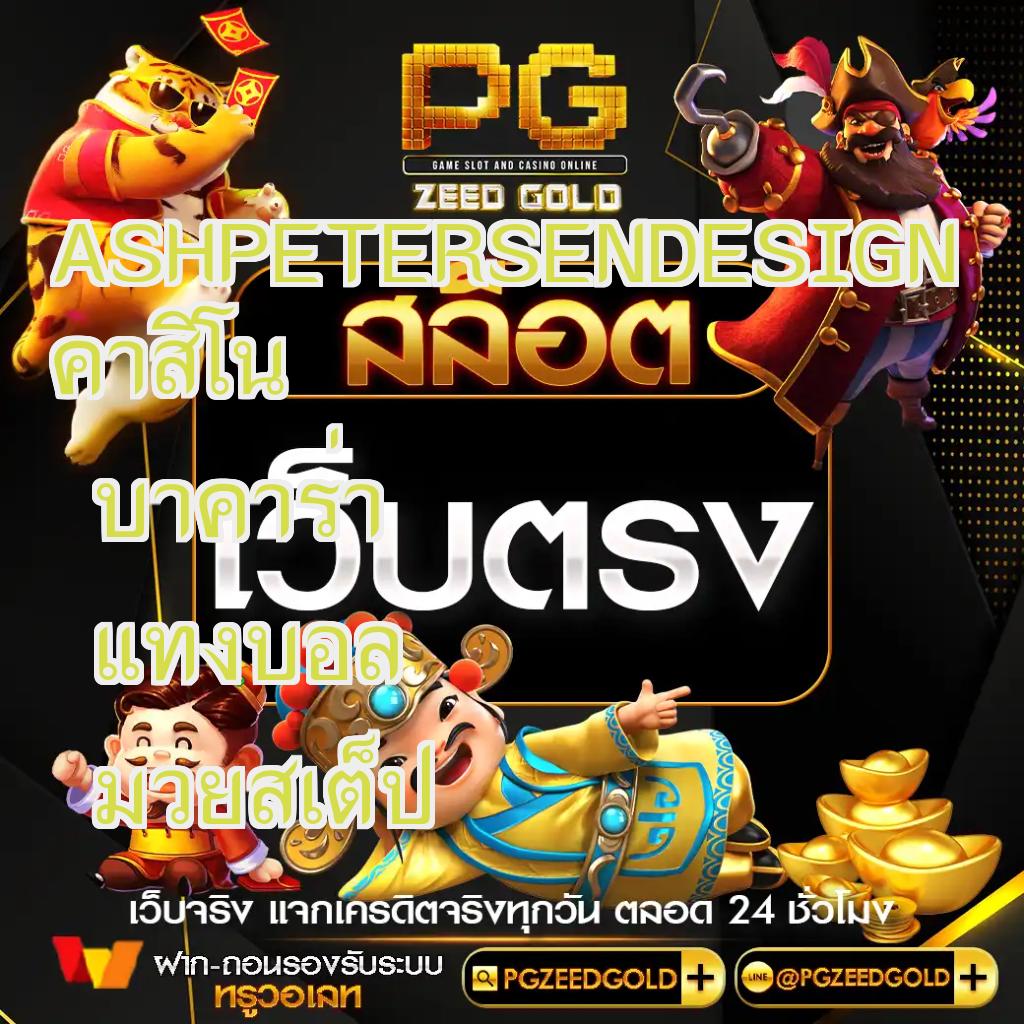 PG
GAME SLOT AND CASINO ONLINE
ZEED GOLD
ASHPETERSENDESIGN
สล็อต
คาสิโน
บาคาร่า
เว็บตรง
แทงบอล
มวยสเต็ป
เว็บจริง แจกเครดิตจริงทุกวัน ตลอด 24 ชั่วโมง
ฝาก-ถอนรองรับระบบ
ทรูวอเลท
PGZEEDGOLD +
LINE @PGZEEDGOLD +